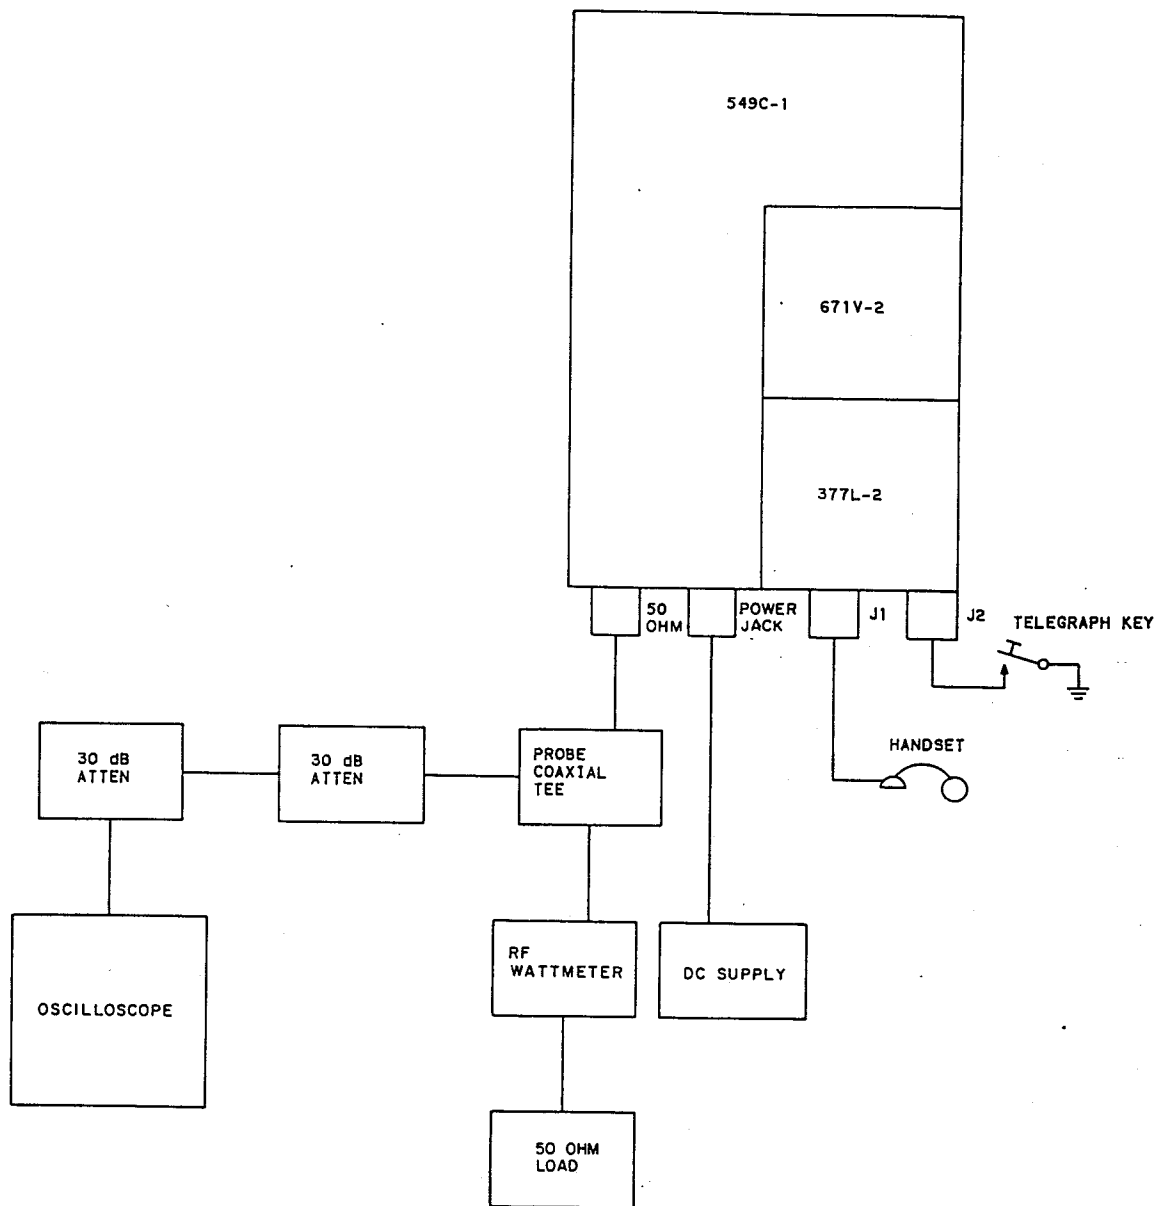 549C-1
671V-2
377L-2
50
OHM
POWER
JACK
J1
J2
TELEGRAPH KEY
HANDSET
30 dB
ATTEN
30 dB
ATTEN
PROBE
COAXIAL
TEE
RF
WATTMETER
DC SUPPLY
OSCILLOSCOPE
50 OHM
LOAD